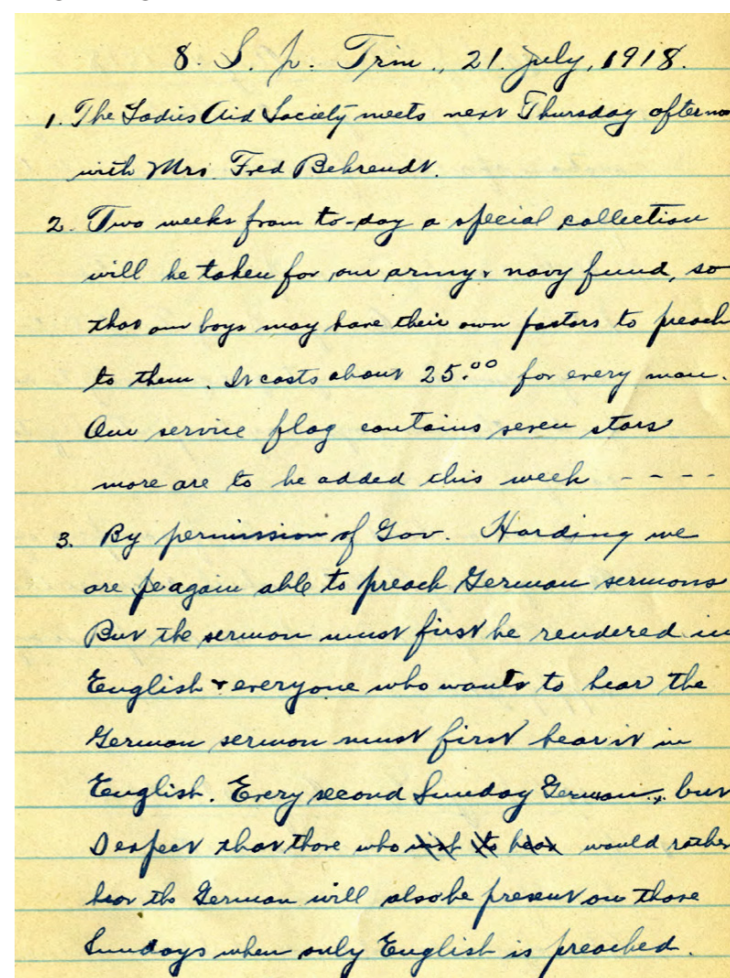 8. S. p. Trin., 21. July, 1918.
1. The Ladies Aid Society meets next Thursday afternoo
with Mrs. Fred Behrendt.
2. Two weeks from to-day a special collection
will be taken for our army & navy fund, so
that our boys may have their own pastors to preach
to them. It costs about 25.00 for every man.
Our service flag contains seven stars
more are to be added this week - - - -
3. By permission of Gov. Harding we
are again able to preach German sermons
But the sermon must first be rendered in
English & everyone who wants to hear the
German sermon must first hear it in
English. Every second Sunday German, but
I expect that those who wish to hear would rather
hear the German will also be present on those
Sundays when only English is preached.